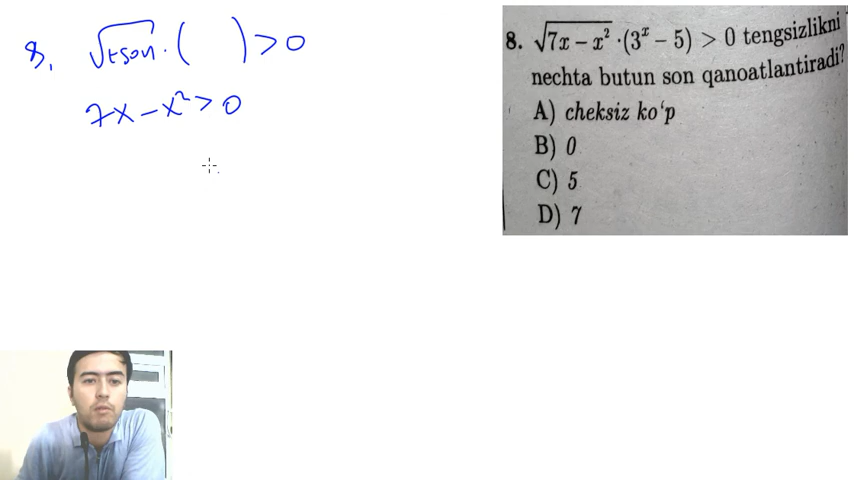 8. √+son · (   ) > 0
7x − x² > 0
8. √7x − x² · (3ˣ − 5) > 0 tengsizlikni
nechta butun son qanoatlantiradi?
A) cheksiz ko‘p
B) 0
C) 5
D) 7